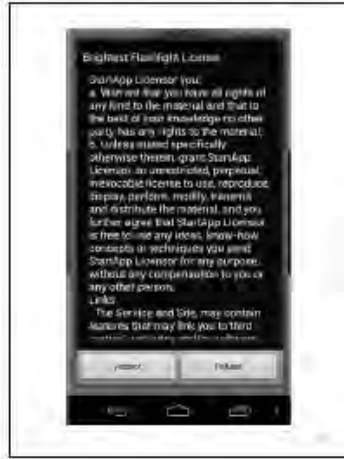 Brightest Flashlight License
StartApp Licensor you:
a. Warrant that you have all rights of
any kind to the material and that to
the best of your knowledge no other
party has any rights to the material;
b. Unless stated specifically
otherwise therein, grant StartApp
Licensor an unrestricted, perpetual,
irrevocable license to use, reproduce,
display, perform, modify, transmit
and distribute the material, and you
further agree that StartApp Licensor
is free to use any ideas, know-how
concepts or techniques you send
StartApp Licensor for any purpose
without any compensation to you or
any other person.
Links
The Service and Site, may contain
features that may link you to third
Accept
Refuse